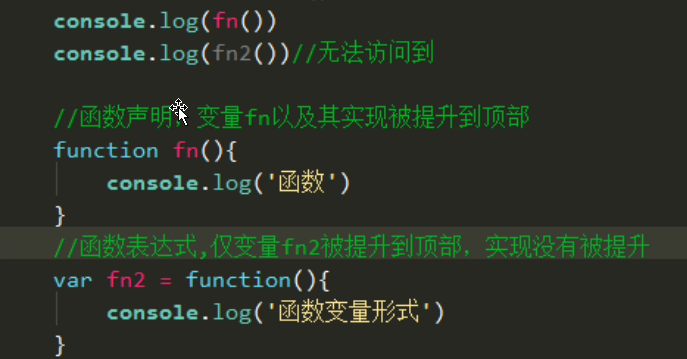 console.log(fn())
console.log(fn2())//无法访问到
//函数声明，变量fn以及其实现被提升到顶部
function fn(){
console.log('函数')
}
//函数表达式,仅变量fn2被提升到顶部，实现没有被提升
var fn2 = function(){
console.log('函数变量形式')
}